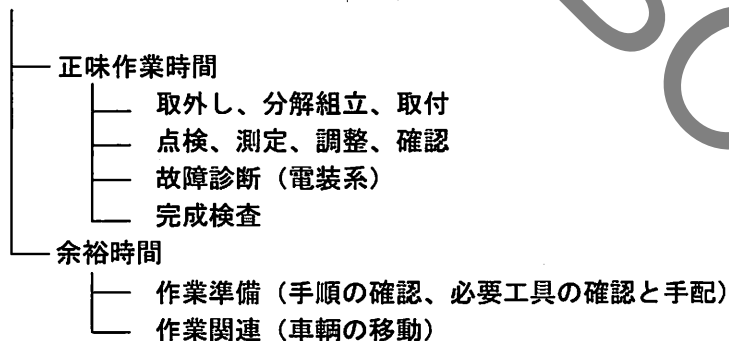 正味作業時間
取外し、分解組立、取付
点検、測定、調整、確認
故障診断（電装系）
完成検査
余裕時間
作業準備（手順の確認、必要工具の確認と手配）
作業関連（車輌の移動）